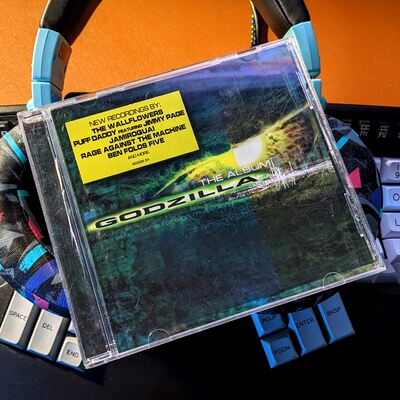 NEW RECORDINGS BY:
THE WALLFLOWERS
PUFF DADDY FEATURING JIMMY PAGE
JAMIROQUAI
RAGE AGAINST THE MACHINE
BEN FOLDS FIVE
AND MORE
THE ALBUM
GODZILLA
SPACE
DEL
END
PGDN
ENTER
BKSP